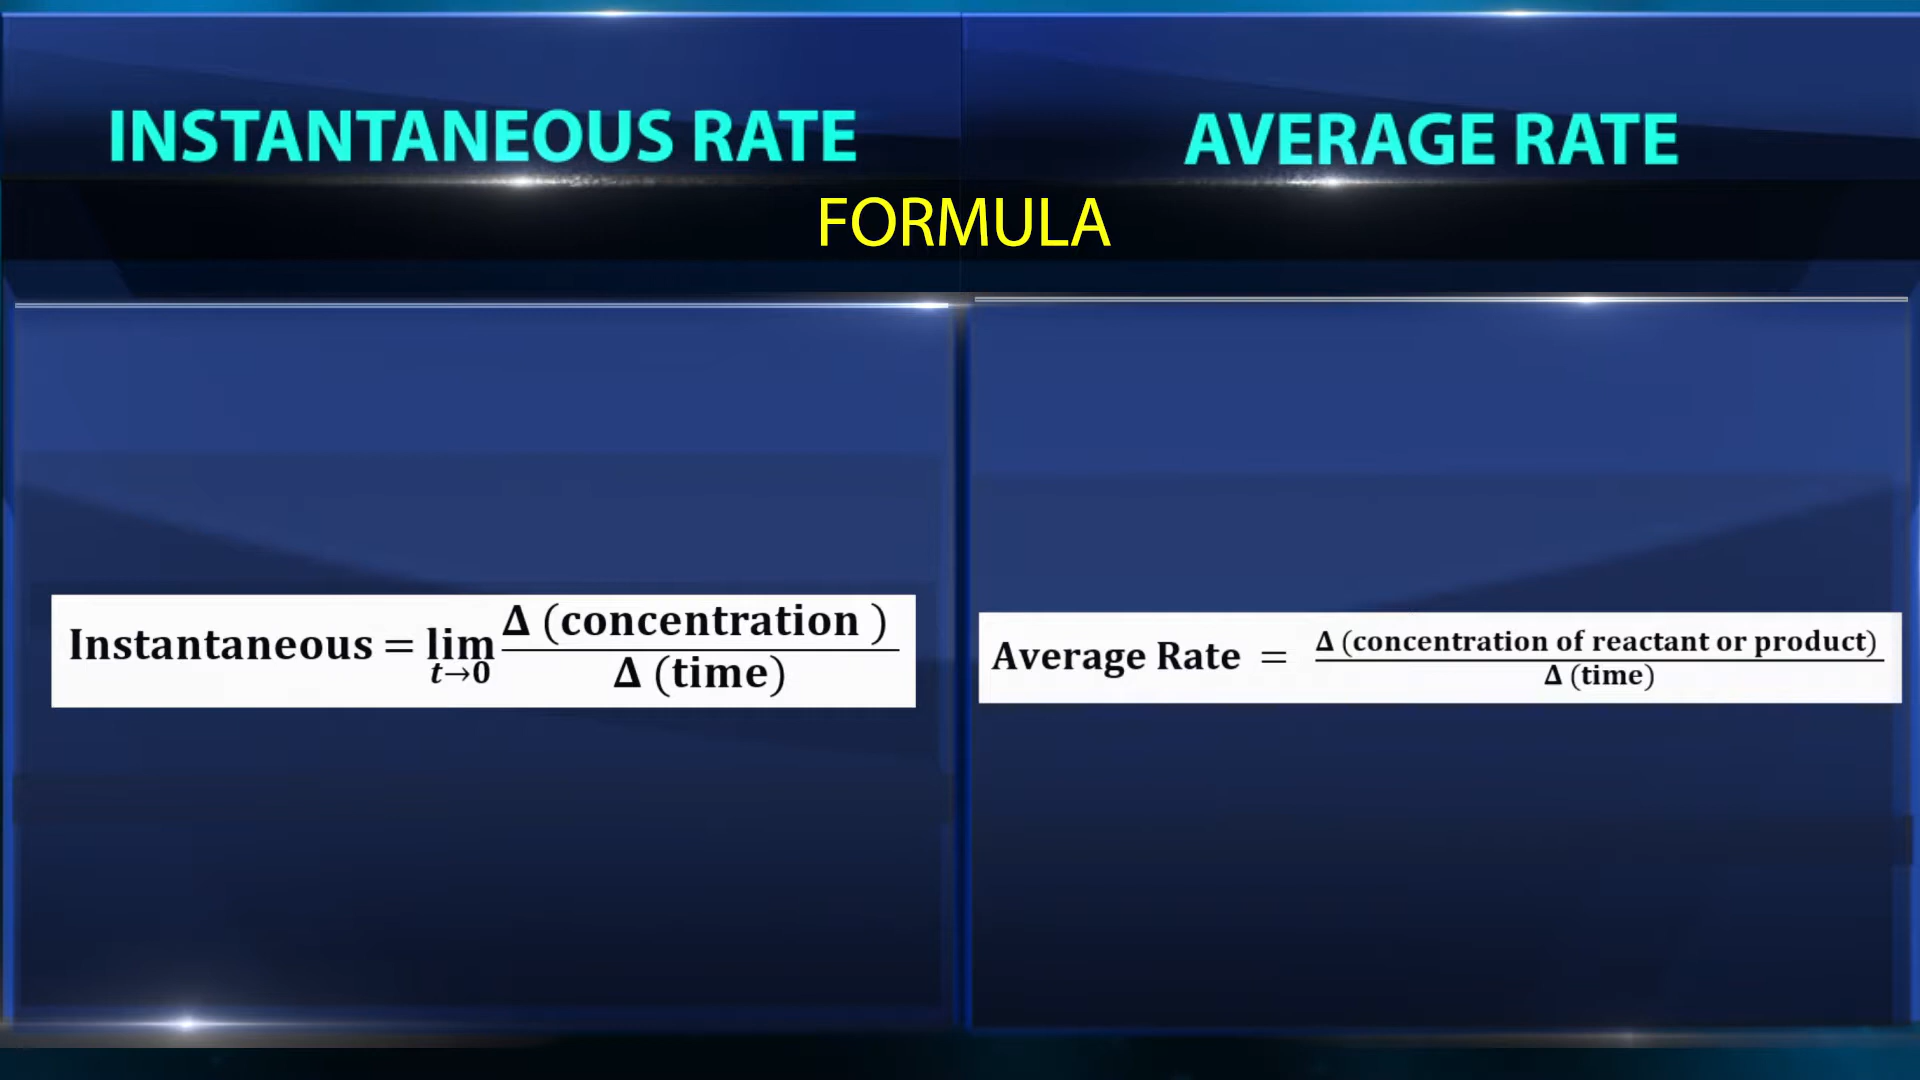 INSTANTANEOUS RATE
AVERAGE RATE
FORMULA
Instantaneous = lim t→0 Δ (concentration ) / Δ (time)
Average Rate = Δ (concentration of reactant or product) / Δ (time)